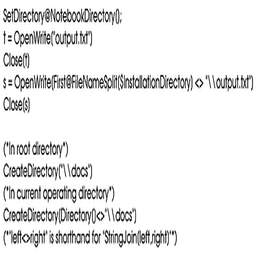 SetDirectory@NotebookDirectory();
t = OpenWrite("output.txt")
Close(t)
s = OpenWrite(First@FileNameSplit($InstallationDirectory) <> "\\output.txt")
Close(s)
(*In root directory*)
CreateDirectory("\\docs")
(*In current operating directory*)
CreateDirectory(Directory()<>"\\docs")
(*"left<>right" is shorthand for 'StringJoin(left,right)'*)